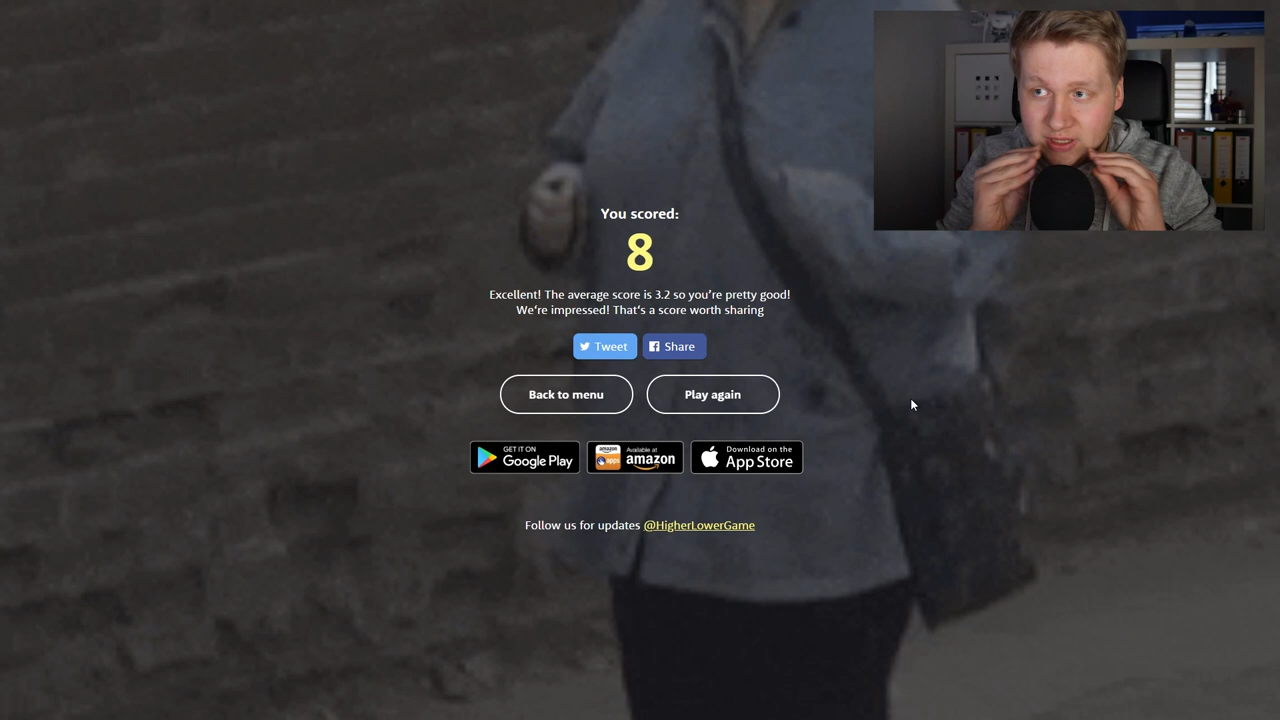 You scored:
8
Excellent! The average score is 3.2 so you're pretty good!
We're impressed! That's a score worth sharing
Tweet
Share
Back to menu
Play again
GET IT ON
Google Play
amazon
apps
Available at
amazon
Download on the
App Store
Follow us for updates @HigherLowerGame